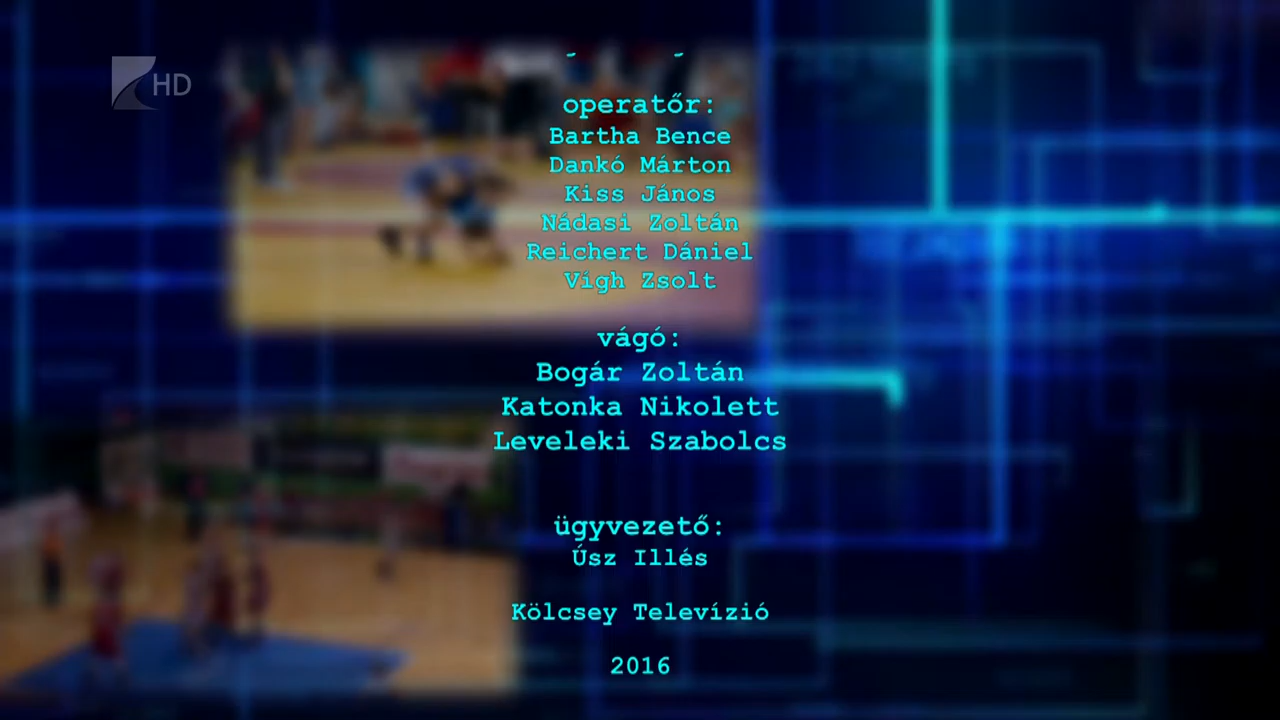 HD
operatőr:
Bartha Bence
Dankó Márton
Kiss János
Nádasi Zoltán
Reichert Dániel
Vígh Zsolt
vágó:
Bogár Zoltán
Katonka Nikolett
Leveleki Szabolcs
ügyvezető:
Úsz Illés
Kölcsey Televízió
2016